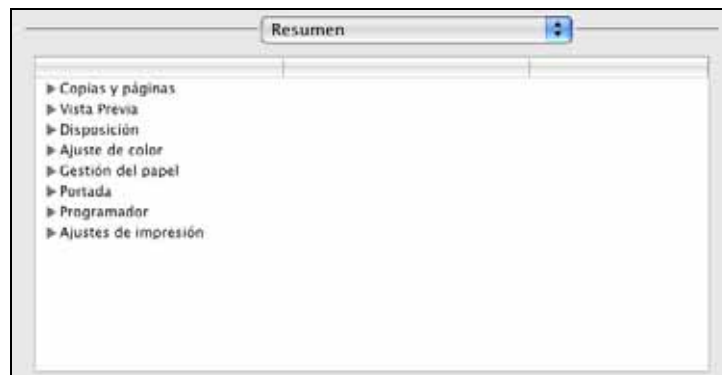 Resumen
Copias y páginas
Vista Previa
Disposición
Ajuste de color
Gestión del papel
Portada
Programador
Ajustes de impresión